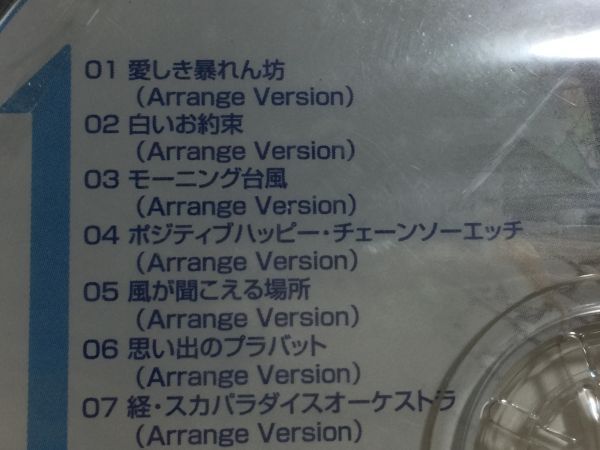 01 愛しき暴れん坊
(Arrange Version)
02 白いお約束
(Arrange Version)
03 モーニング台風
(Arrange Version)
04 ポジティブハッピー・チェーンソーエッヂ
(Arrange Version)
05 風が聞こえる場所
(Arrange Version)
06 思い出のプラバット
(Arrange Version)
07 経・スカパラダイスオーケストラ
(Arrange Version)
1